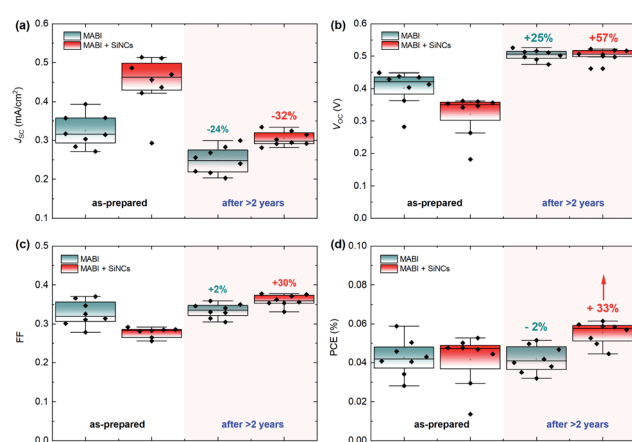 (a)
MABI
MABI + SiNCs
0.6
0.5
0.4
0.3
0.2
0.1
J_SC (mA/cm²)
-24%
-32%
as-prepared
after >2 years
(b)
MABI
MABI + SiNCs
0.6
0.5
0.4
0.3
0.2
0.1
0.0
V_OC (V)
+25%
+57%
as-prepared
after >2 years
(c)
MABI
MABI + SiNCs
0.5
0.4
0.3
0.2
0.1
0.0
FF
+2%
+30%
as-prepared
after >2 years
(d)
MABI
MABI + SiNCs
0.10
0.08
0.06
0.04
0.02
0.00
PCE (%)
- 2%
+ 33%
as-prepared
after >2 years